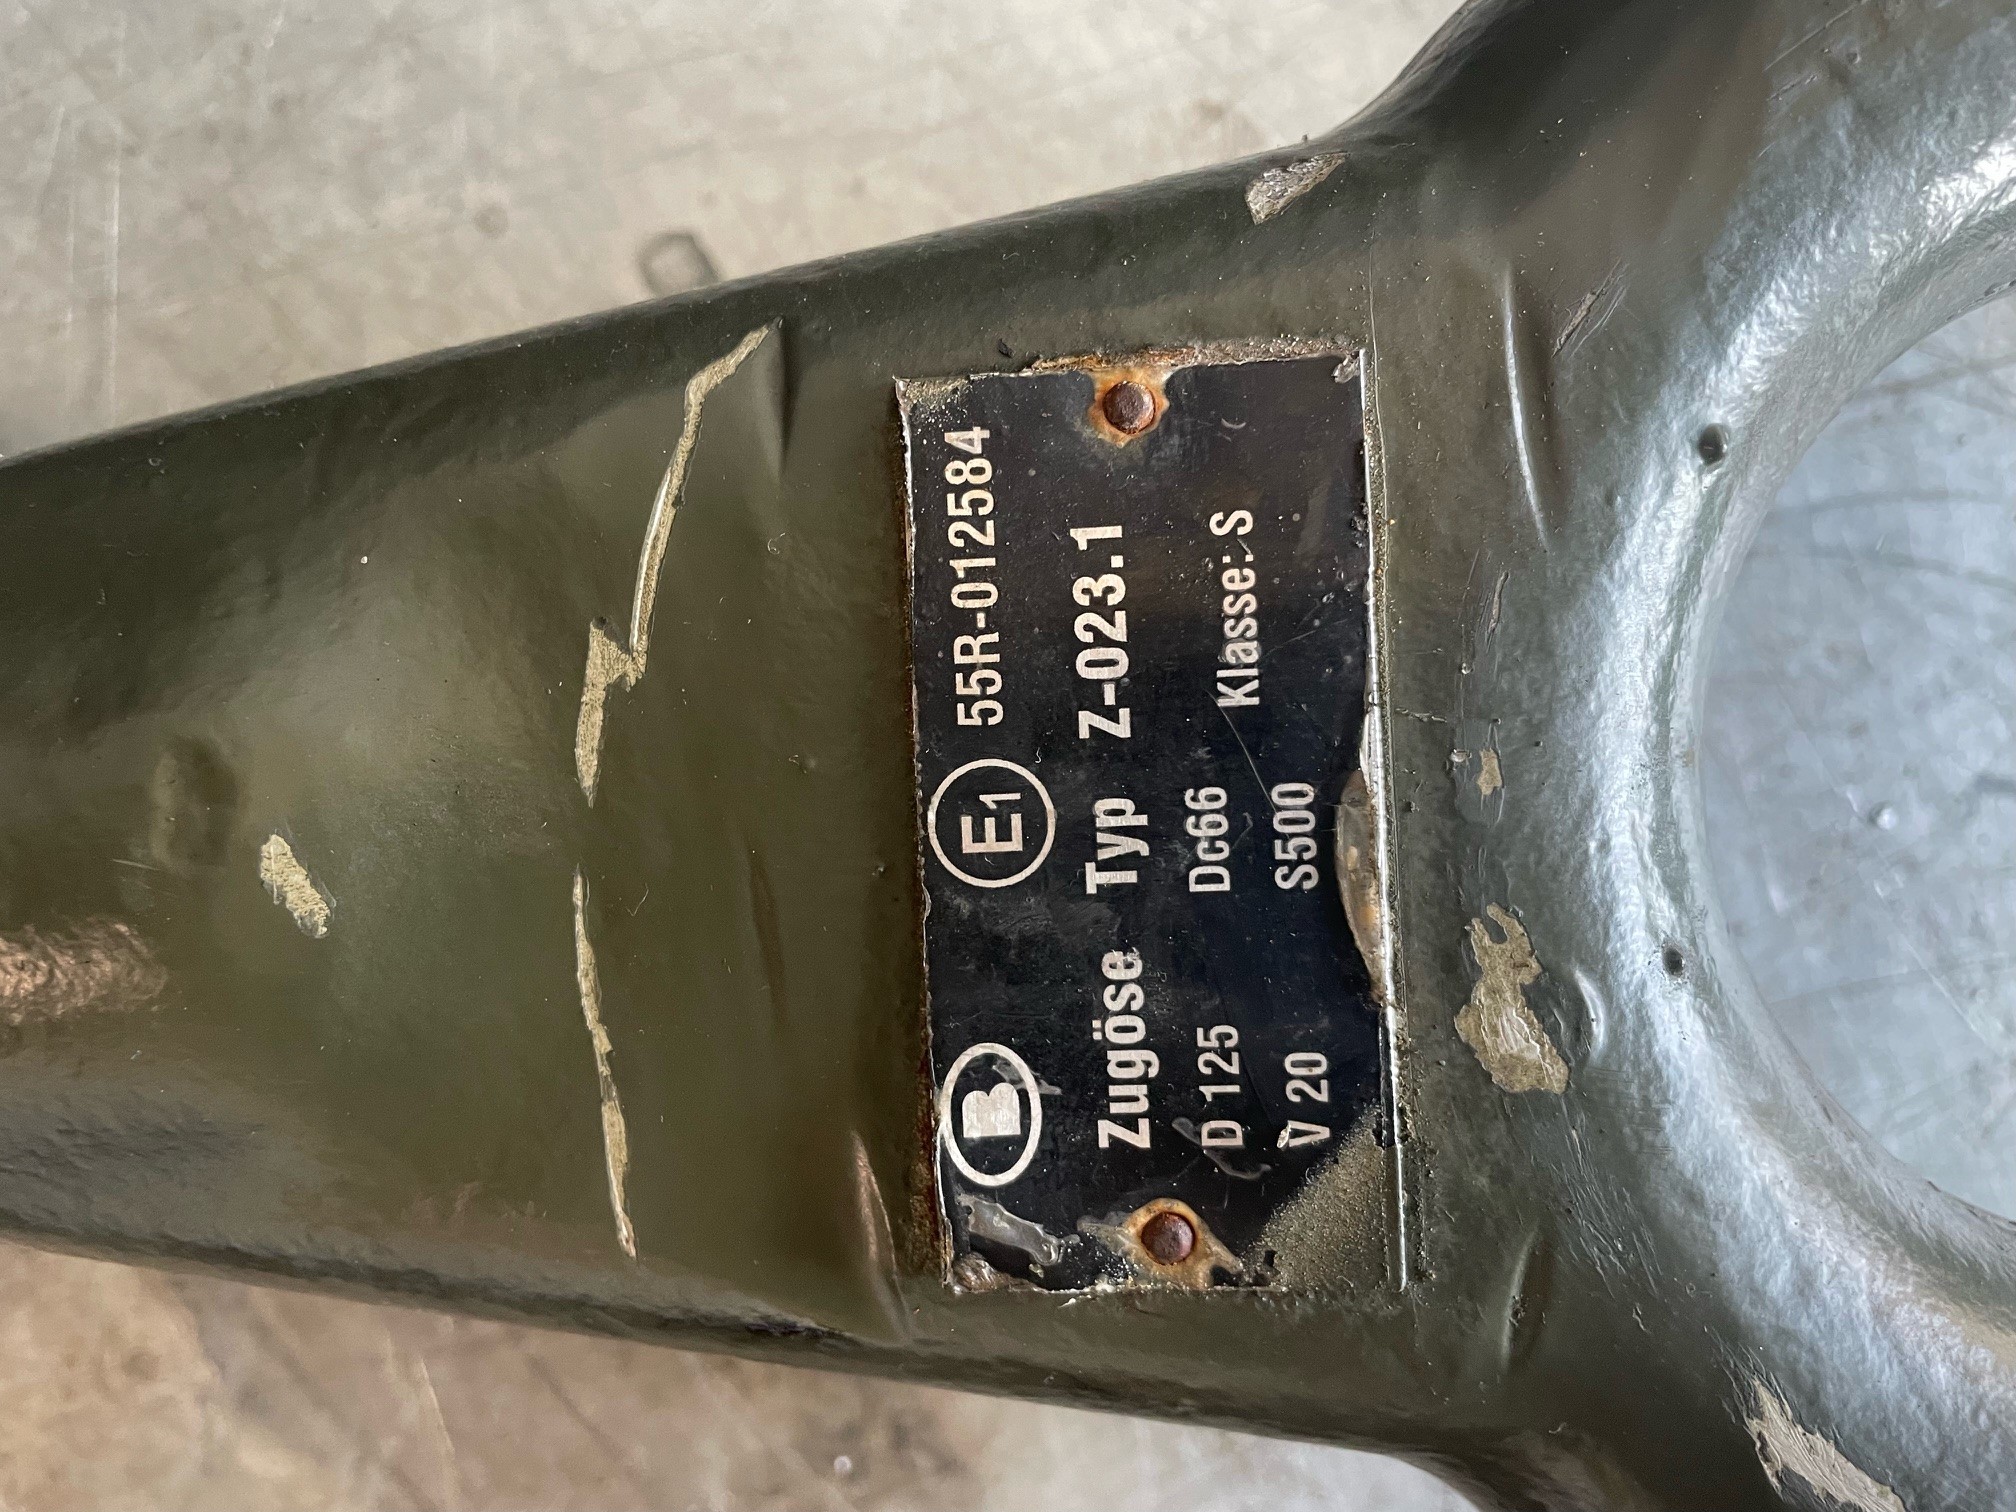 B E1 55R-012584
Zugöse Typ Z-023.1
D 125 Dc66 Klasse: S
V 20 S500